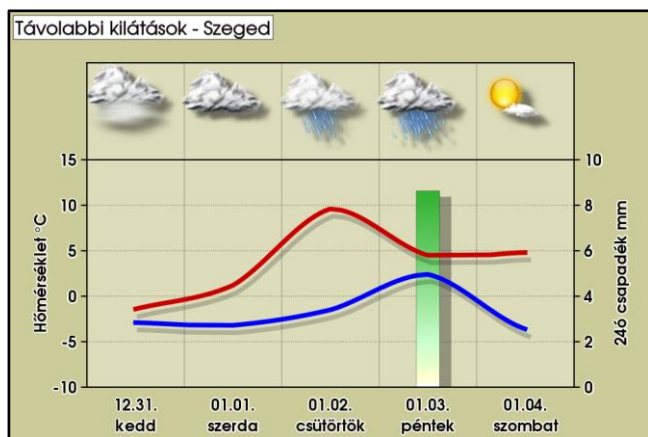 Távolabbi kilátások - Szeged
15
10
5
0
-5
-10
Hőmérséklet °C
10
8
6
4
2
0
24ó csapadék mm
12.31. 01.01. 01.02. 01.03. 01.04.
kedd szerda csütörtök péntek szombat